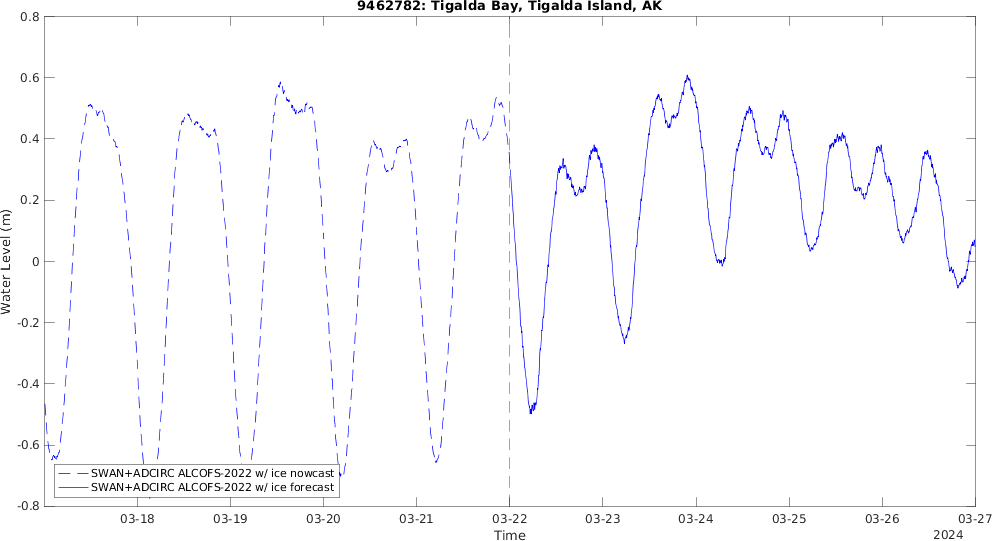 9462782: Tigalda Bay, Tigalda Island, AK
0.8
0.6
0.4
0.2
0
-0.2
-0.4
-0.6
-0.8
Water Level (m)
SWAN+ADCIRC ALCOFS-2022 w/ ice nowcast
SWAN+ADCIRC ALCOFS-2022 w/ ice forecast
03-18 03-19 03-20 03-21 03-22 03-23 03-24 03-25 03-26 03-27
Time
2024